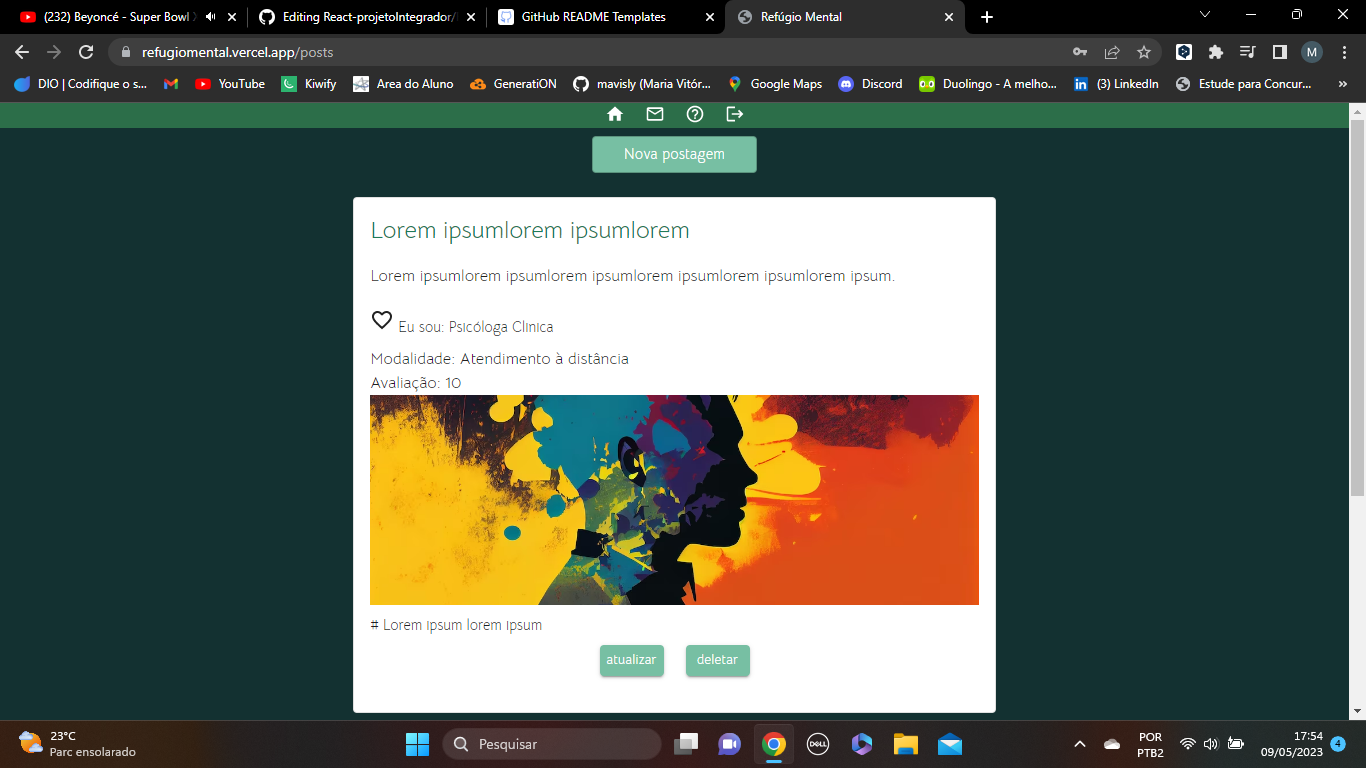 (232) Beyoncé - Super Bowl
Editing React-projetoIntegrador/
GitHub README Templates
Refúgio Mental
refugiomental.vercel.app/posts
M
DIO | Codifique o s...
YouTube
Kiwify
Area do Aluno
GeneratiON
mavisly (Maria Vitór...
Google Maps
Discord
Duolingo - A melho...
(3) LinkedIn
Estude para Concur...
»
Nova postagem
Lorem ipsumlorem ipsumlorem
Lorem ipsumlorem ipsumlorem ipsumlorem ipsumlorem ipsumlorem ipsum.
Eu sou: Psicóloga Clinica
Modalidade: Atendimento à distância
Avaliação: 10
# Lorem ipsum lorem ipsum
atualizar
deletar
23°C
Parc ensolarado
Pesquisar
DELL
POR
PTB2
17:54
09/05/2023
4